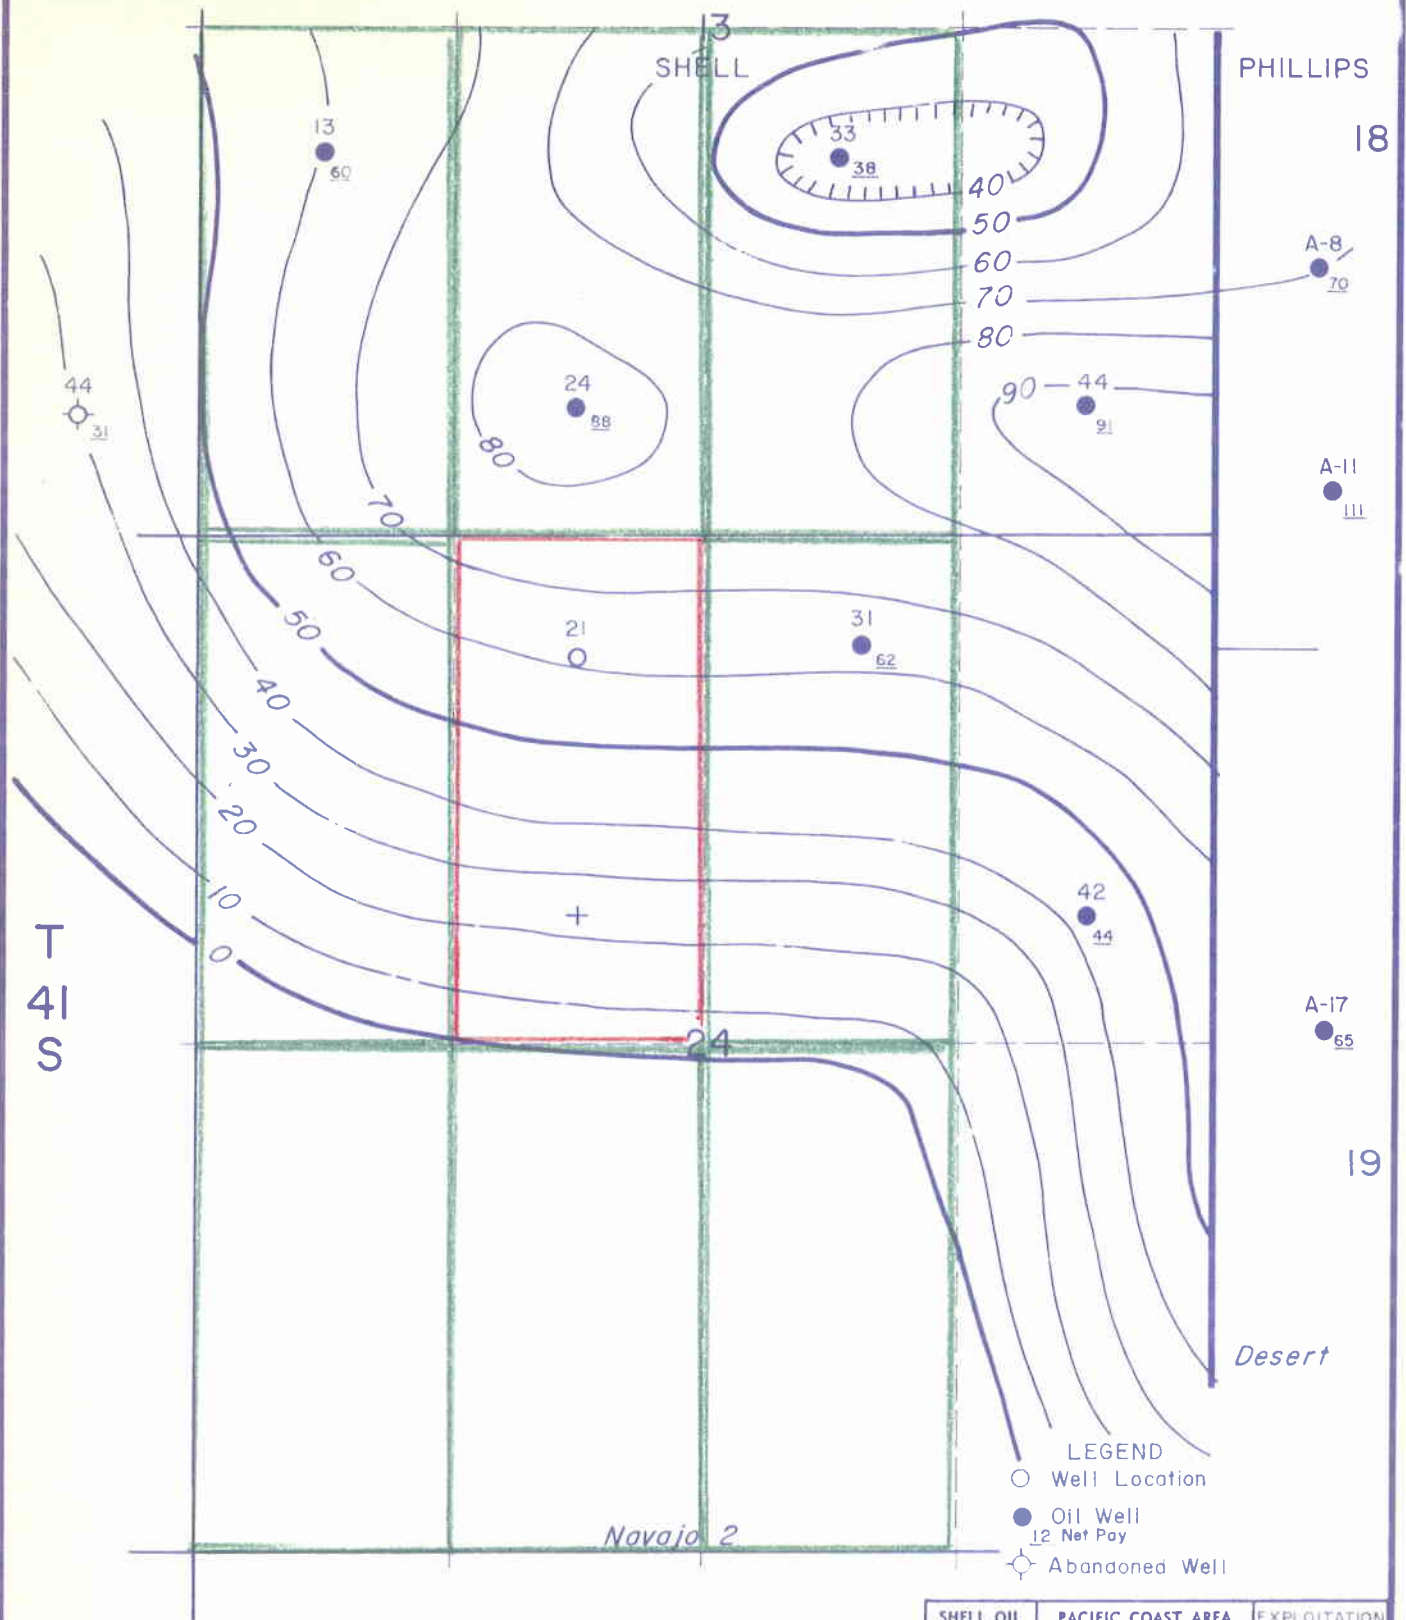 13
SHELL
PHILLIPS
18
13
60
33
38
40
50
60
70
80
A-8
70
44
31
24
88
80
90
44
91
A-11
111
70
60
50
40
30
20
10
0
21
31
62
42
44
T
41
S
A-17
65
24
19
Desert
LEGEND
Well Location
Oil Well
12 Net Pay
Abandoned Well
Navajo 2
SHELL OIL
PACIFIC COAST AREA
EXPLOITATION